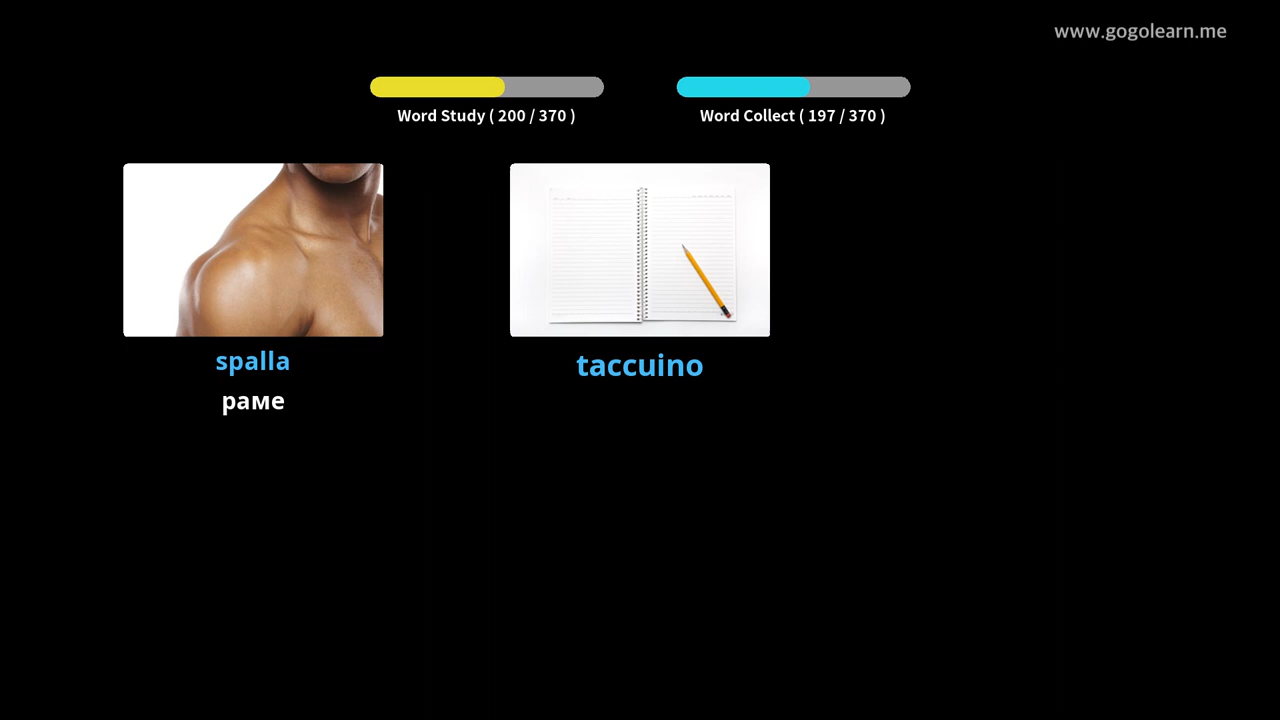 www.gogolearn.me
Word Study ( 200 / 370 )
Word Collect ( 197 / 370 )
spalla
раме
taccuino